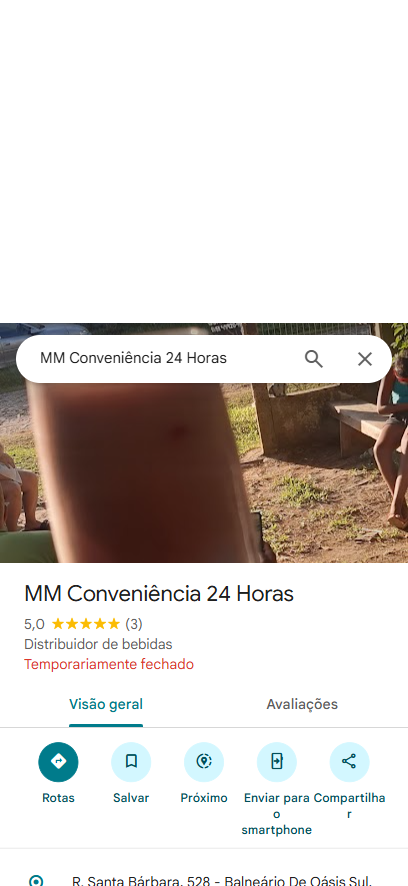 MM Conveniência 24 Horas
MM Conveniência 24 Horas
5,0 (3)
Distribuidor de bebidas
Temporariamente fechado
Visão geral
Avaliações
Rotas
Salvar
Próximo
Enviar para o smartphone
Compartilhar
R. Santa Bárbara, 528 - Balneário De Oásis Sul,